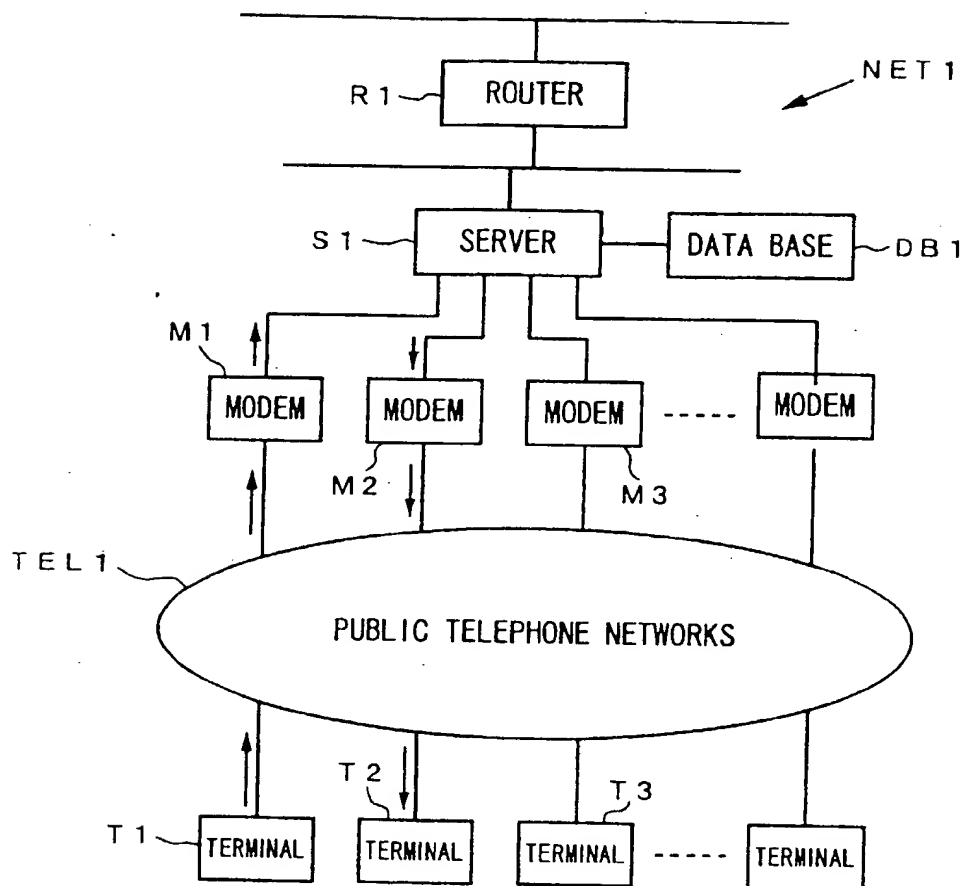 NET1
R1
ROUTER
S1
SERVER
DATA BASE
DB1
M1
MODEM
MODEM
MODEM
MODEM
M2
M3
TEL1
PUBLIC TELEPHONE NETWORKS
T1
T2
T3
TERMINAL
TERMINAL
TERMINAL
TERMINAL